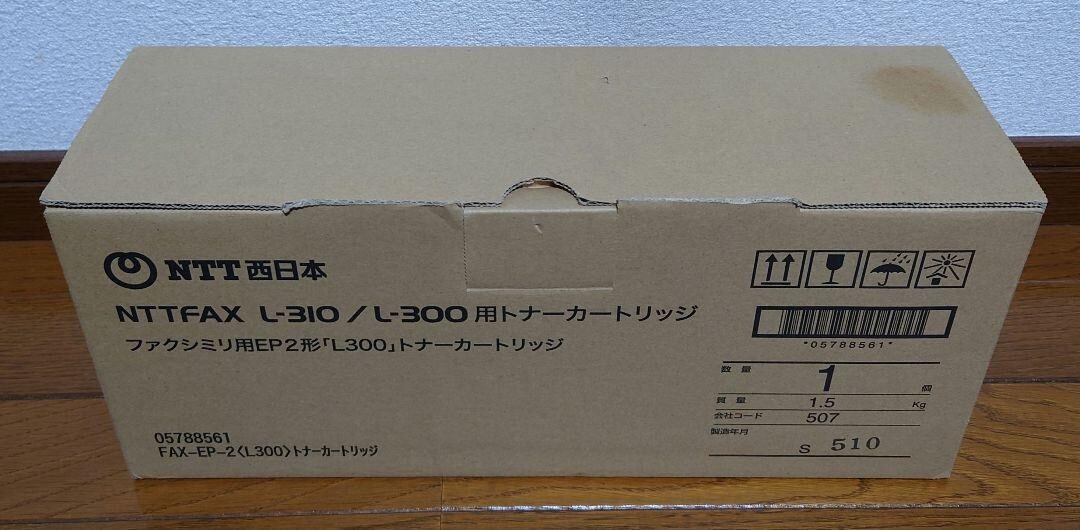 NTT西日本
NTTFAX L-310/L-300用トナーカートリッジ
ファクシミリ用EP2形「L300」トナーカートリッジ
05788561
FAX-EP-2〈L300〉トナーカートリッジ
*05788561*
数量 1 個
質量 1.5 Kg
会社コード 507
製造年月 S 510